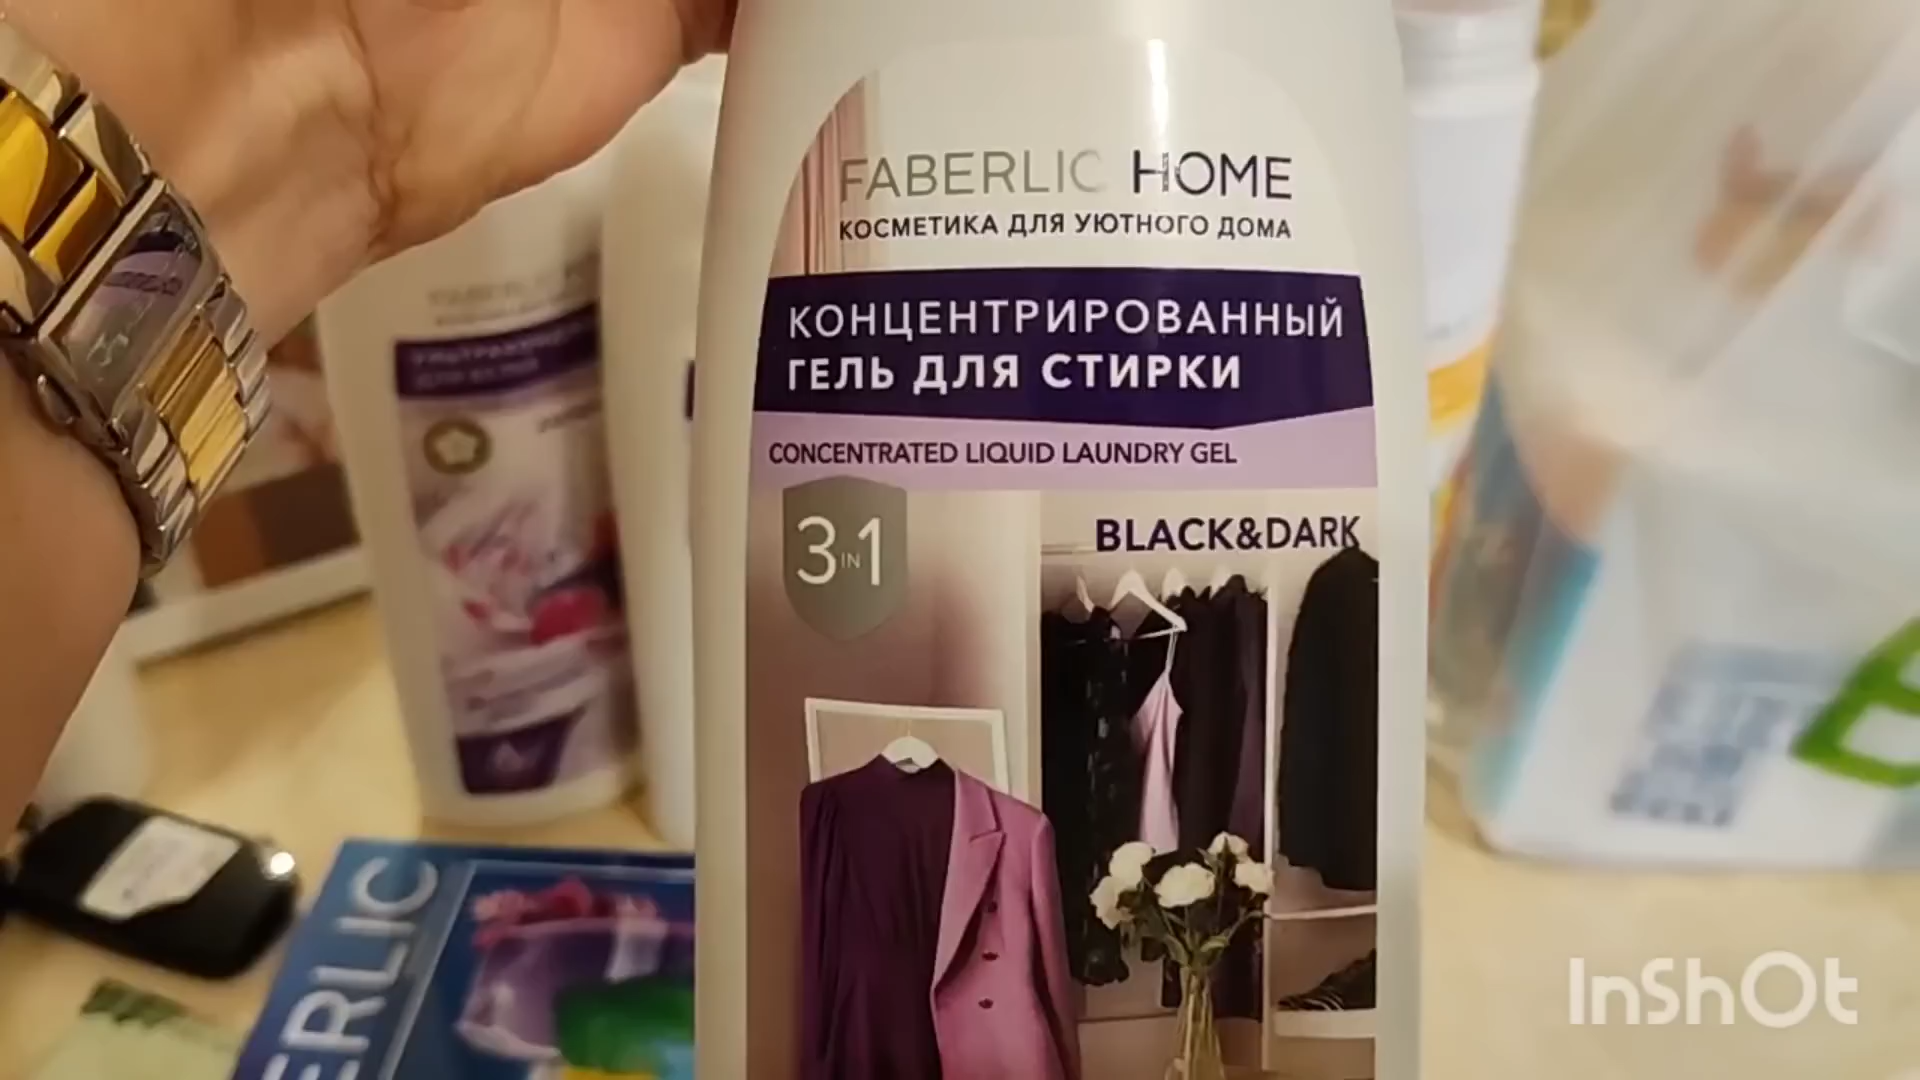 FABERLIC HOME
КОСМЕТИКА ДЛЯ УЮТНОГО ДОМА
КОНЦЕНТРИРОВАННЫЙ
ГЕЛЬ ДЛЯ СТИРКИ
CONCENTRATED LIQUID LAUNDRY GEL
3 IN 1
BLACK&DARK
ERLIC
InShOt